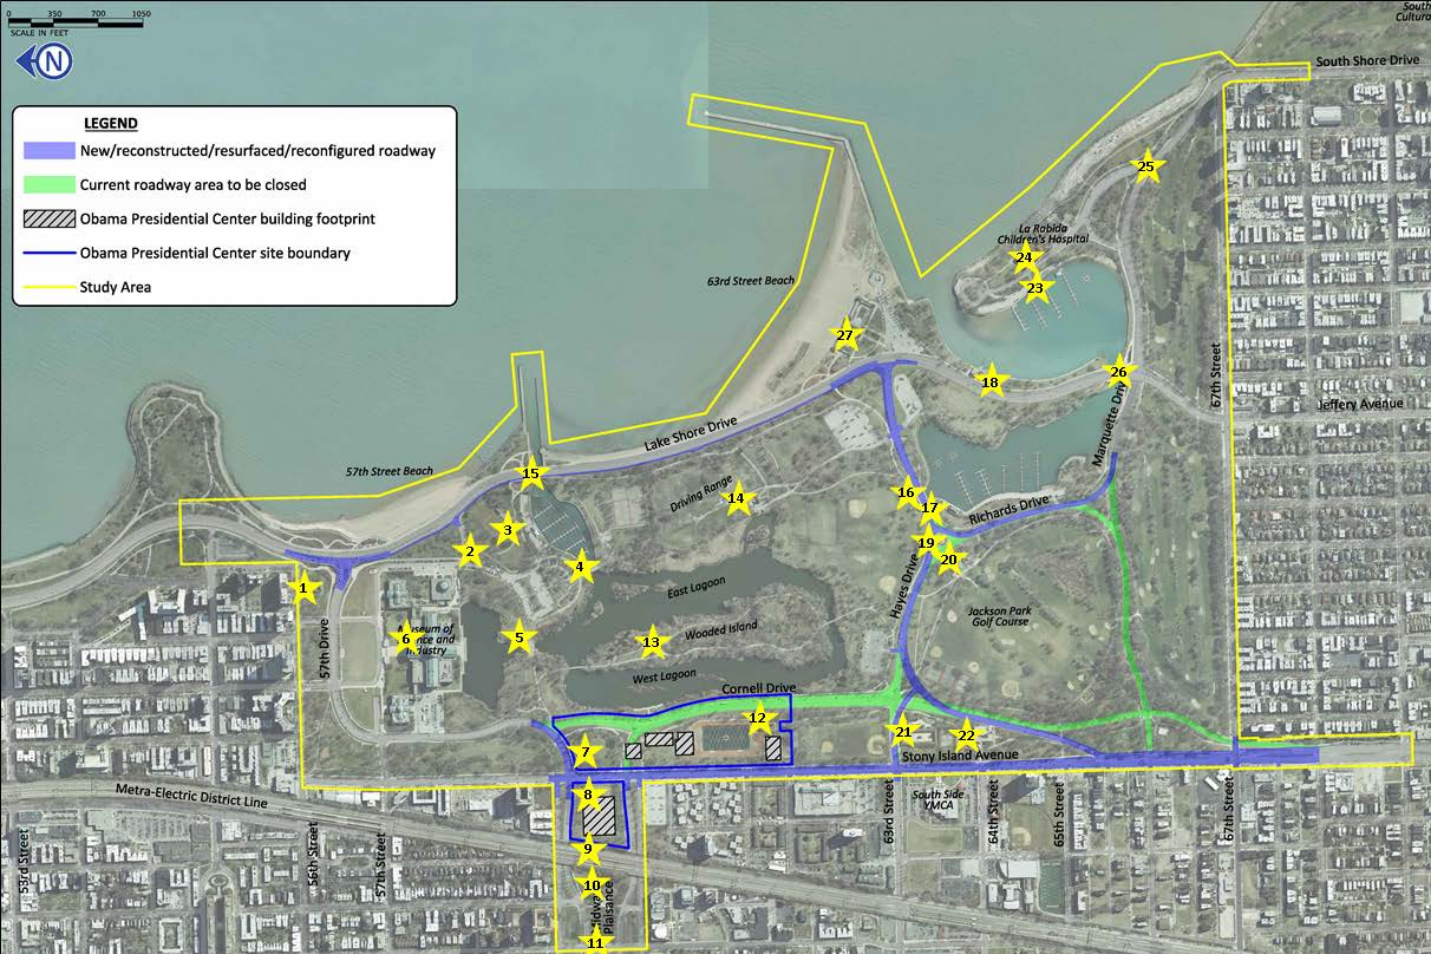 0 350 700 1050
SCALE IN FEET
N
LEGEND
New/reconstructed/resurfaced/reconfigured roadway
Current roadway area to be closed
Obama Presidential Center building footprint
Obama Presidential Center site boundary
Study Area
South
Cultura
South Shore Drive
25
La Rabida
Children's Hospital
24
23
63rd Street Beach
27
18
26
67th Street
Jeffery Avenue
Marquette Driv
Lake Shore Drive
57th Street Beach
15
Driving Range
14
16
17
Richards Drive
3
2
19
20
4
1
East Lagoon
Hayes Drive
Jackson Park
Golf Course
57th Drive
6
Museum of
nce and
Industry
5
13
Wooded Island
West Lagoon
Cornell Drive
12
21
22
7
Stony Island Avenue
8
Metra-Electric District Line
South Side
YMCA
63rd Street
64th Street
65th Street
67th Street
53rd Street
56th Street
57th Street
9
10
Plaisance
11